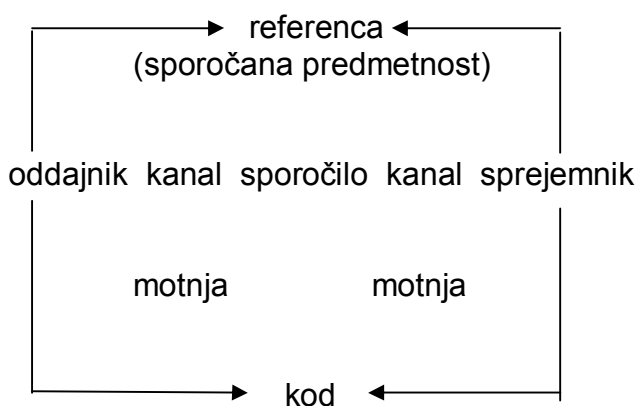 referenca
(sporočana predmetnost)
oddajnik kanal sporočilo kanal sprejemnik
motnja motnja
kod